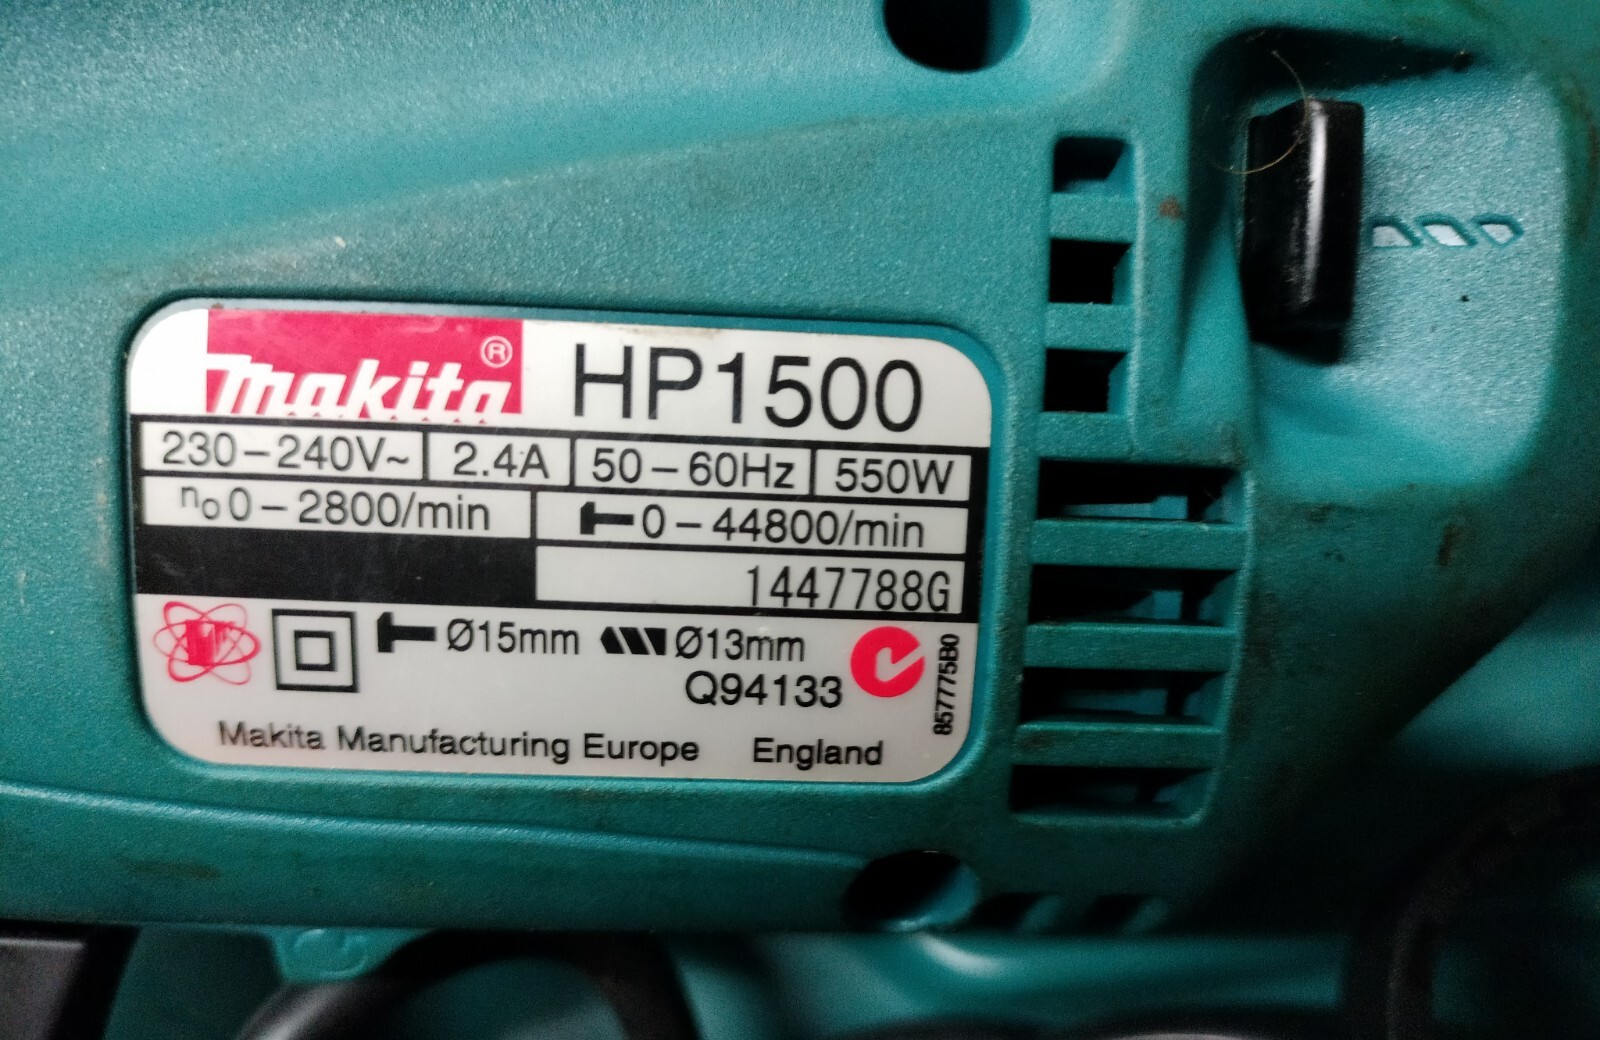 makita® HP1500
230-240V~ 2.4A 50-60Hz 550W
no 0-2800/min 0-44800/min
1447788G
Ø15mm Ø13mm
Q94133
857775B0
Makita Manufacturing Europe England